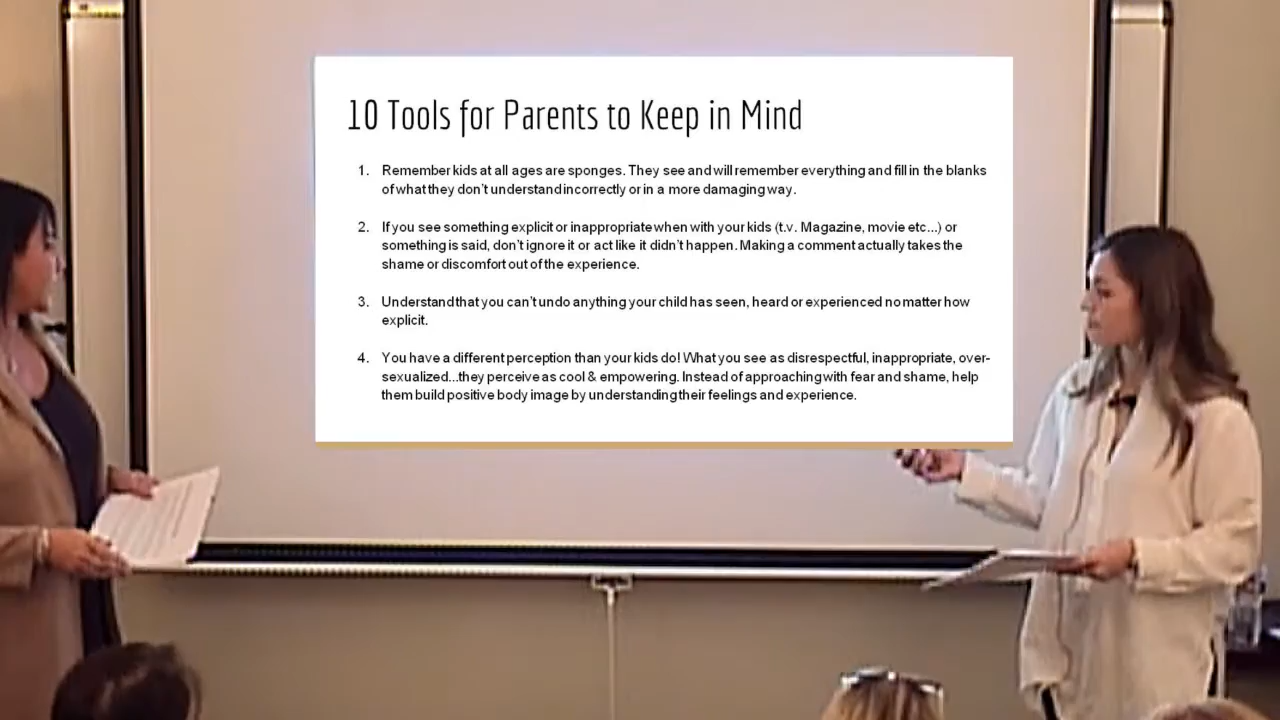 10 Tools for Parents to Keep in Mind
1. Remember kids at all ages are sponges. They see and will remember everything and fill in the blanks
of what they don't understand incorrectly or in a more damaging way.
2. If you see something explicit or inappropriate when with your kids (t.v. Magazine, movie etc...) or
something is said, don't ignore it or act like it didn't happen. Making a comment actually takes the
shame or discomfort out of the experience.
3. Understand that you can't undo anything your child has seen, heard or experienced no matter how
explicit.
4. You have a different perception than your kids do! What you see as disrespectful, inappropriate, over-
sexualized...they perceive as cool & empowering. Instead of approaching with fear and shame, help
them build positive body image by understanding their feelings and experience.